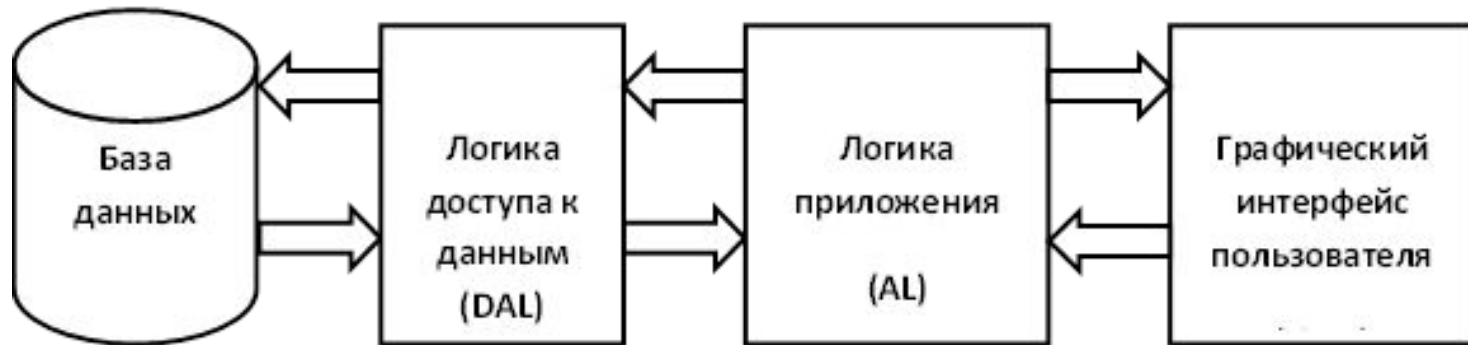 База
данных
Логика
доступа к
данным
(DAL)
Логика
приложения
(AL)
Графический
интерфейс
пользователя